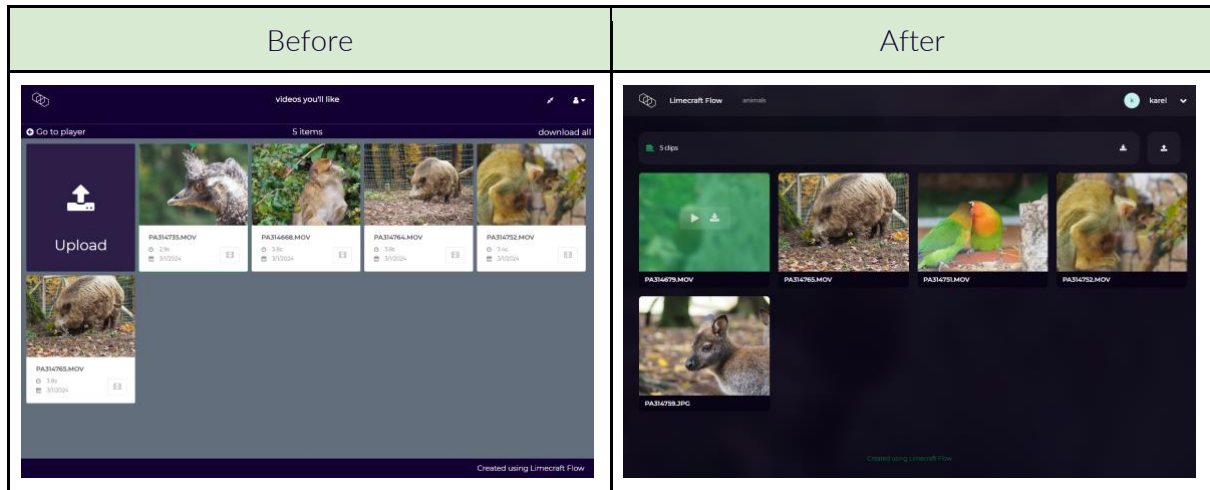 Before
After
videos you'll like
Go to player
5 items
download all
Upload
PA314735.MOV
2.9s
3/1/2024
PA314668.MOV
3.8s
3/1/2024
PA314764.MOV
3.8s
3/1/2024
PA314752.MOV
3.4s
3/1/2024
PA314765.MOV
3.8s
3/1/2024
Created using Limecraft Flow
Limecraft Flow
animals
k
karel
5 clips
PA314679.MOV
PA314765.MOV
PA314751.MOV
PA314752.MOV
PA314759.JPG
Created using Limecraft Flow